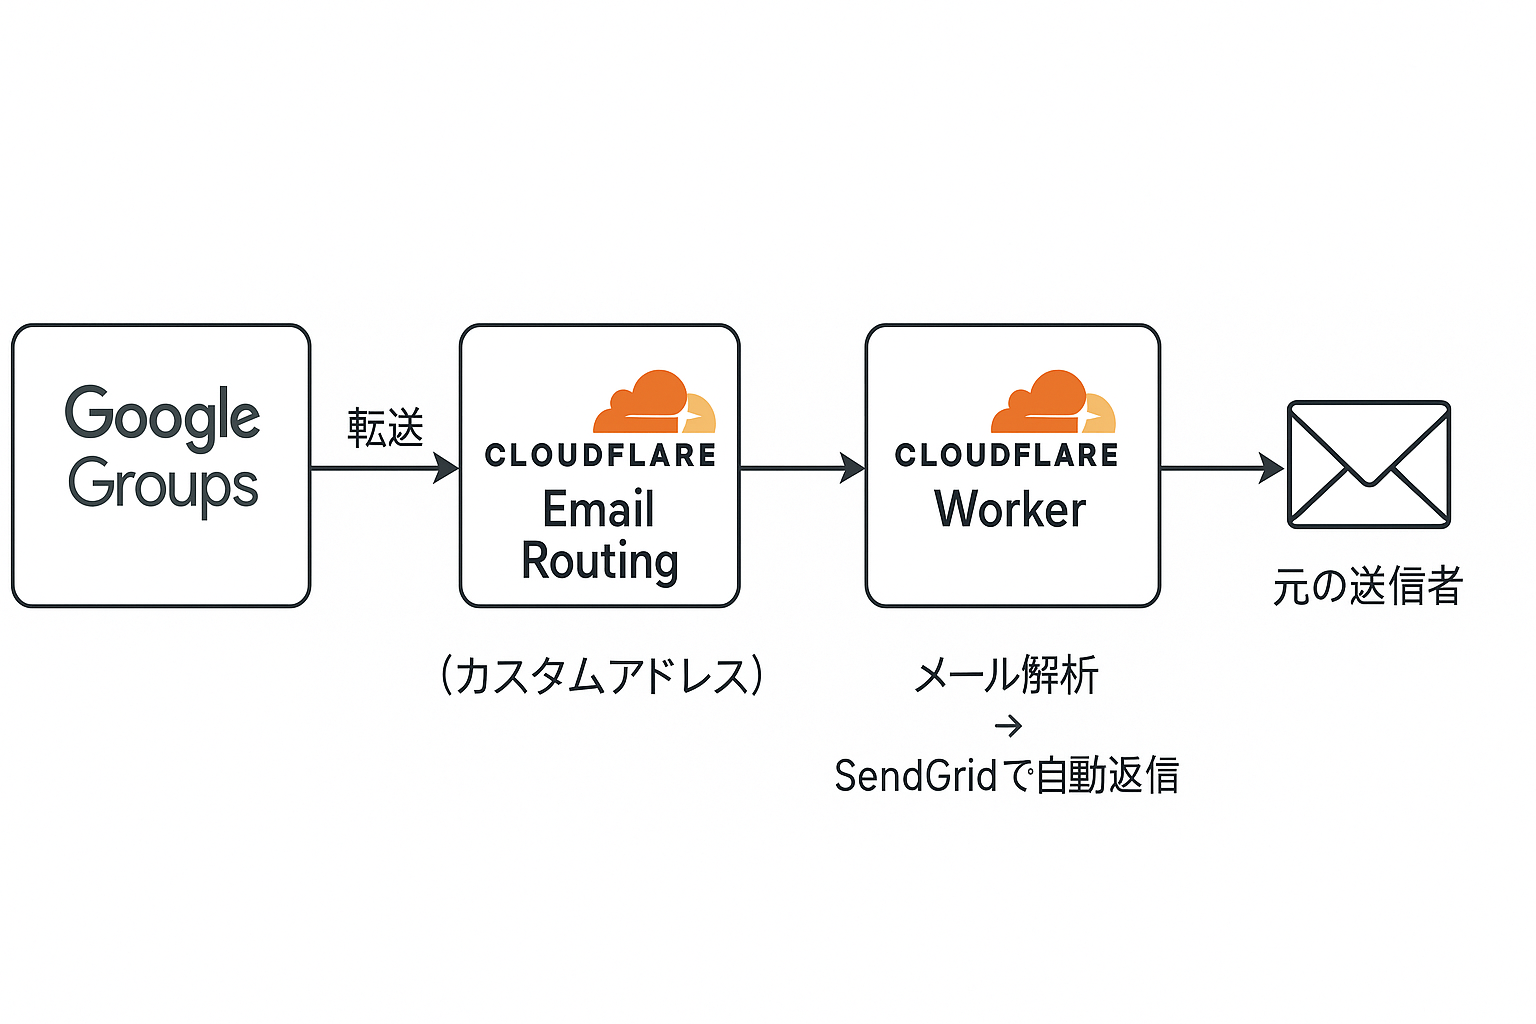 Google
Groups
転送
CLOUDFLARE
Email
Routing
(カスタムアドレス)
CLOUDFLARE
Worker
メール解析
→
SendGridで自動返信
元の送信者